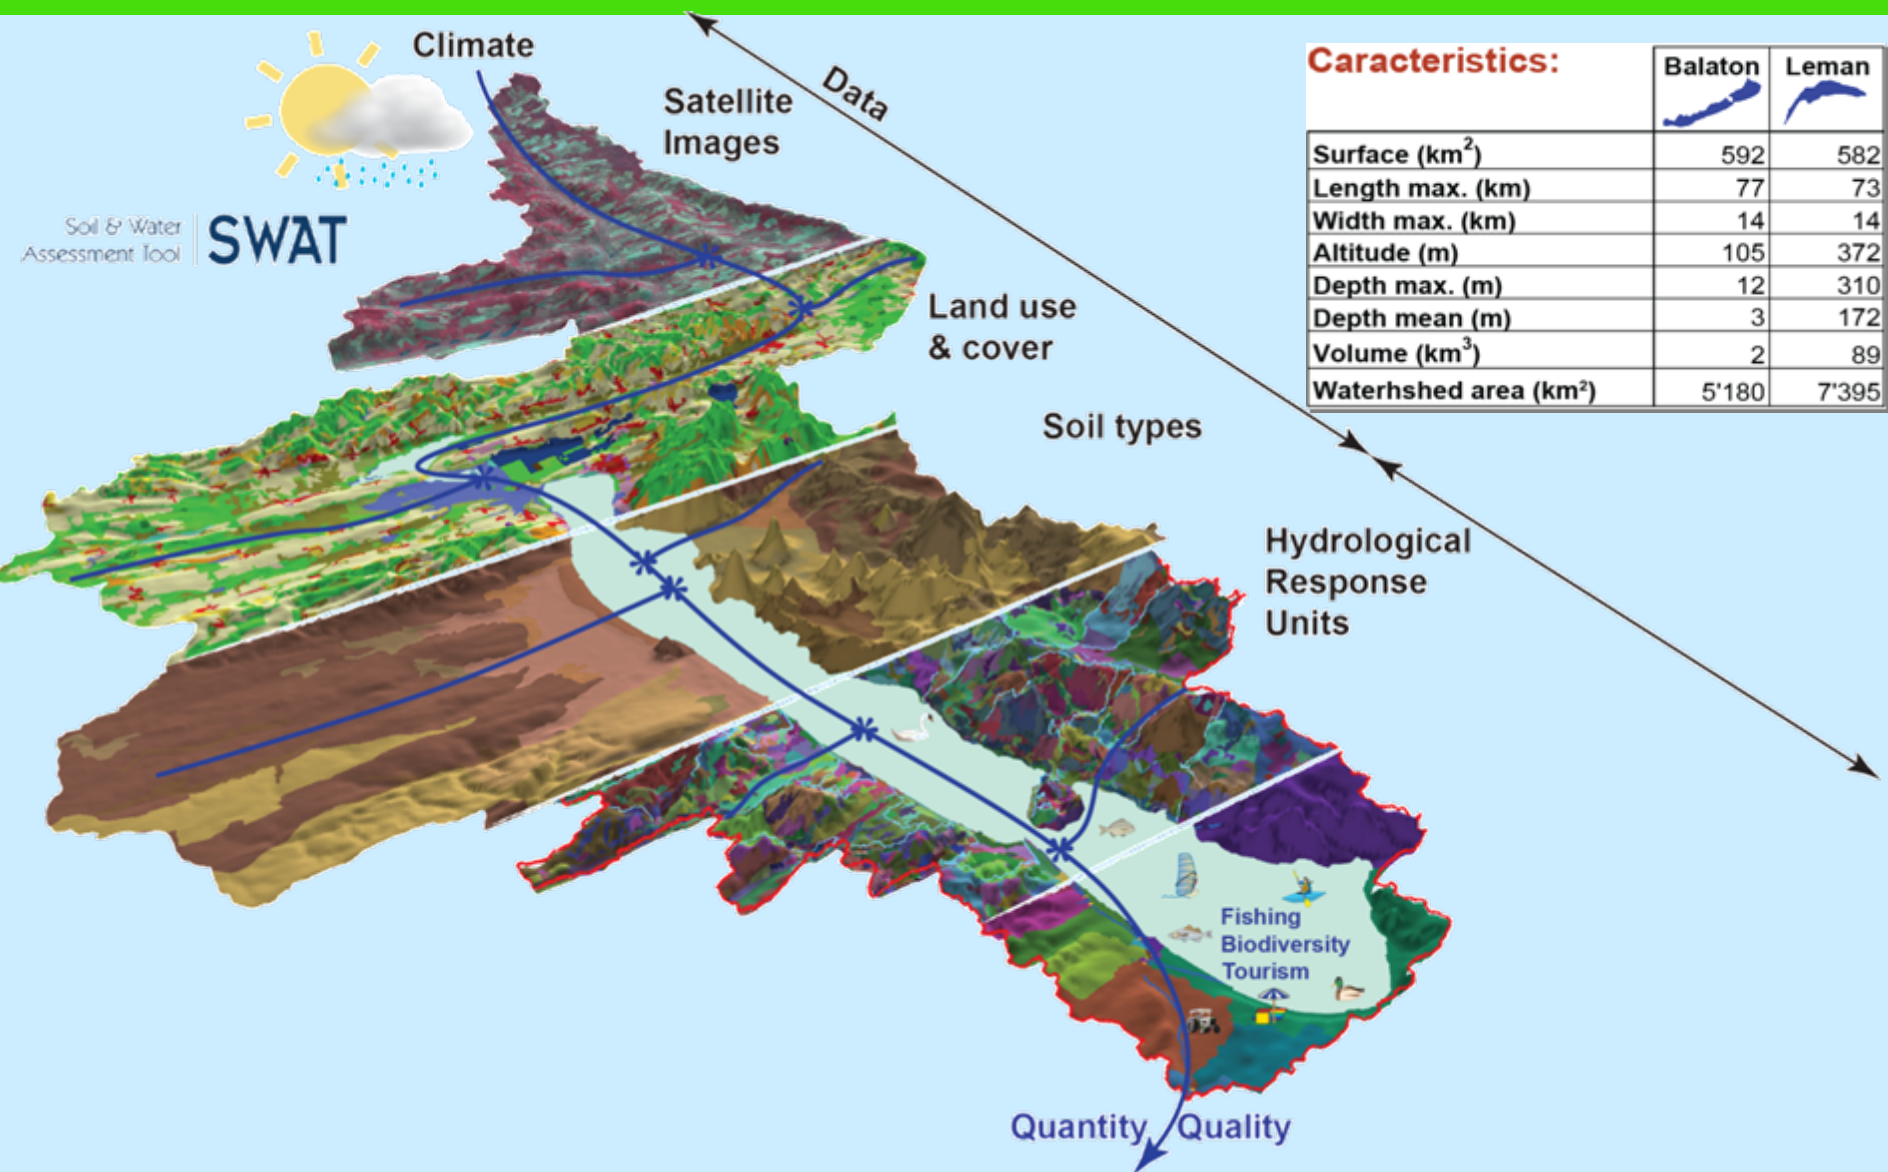 Climate
Satellite
Images
Data
Soil & Water
Assessment Tool
SWAT
Land use
& cover
Soil types
Hydrological
Response
Units
Fishing
Biodiversity
Tourism
Quantity Quality
Caracteristics: Balaton Leman
Surface (km²) 592 582
Length max. (km) 77 73
Width max. (km) 14 14
Altitude (m) 105 372
Depth max. (m) 12 310
Depth mean (m) 3 172
Volume (km³) 2 89
Waterhshed area (km²) 5'180 7'395